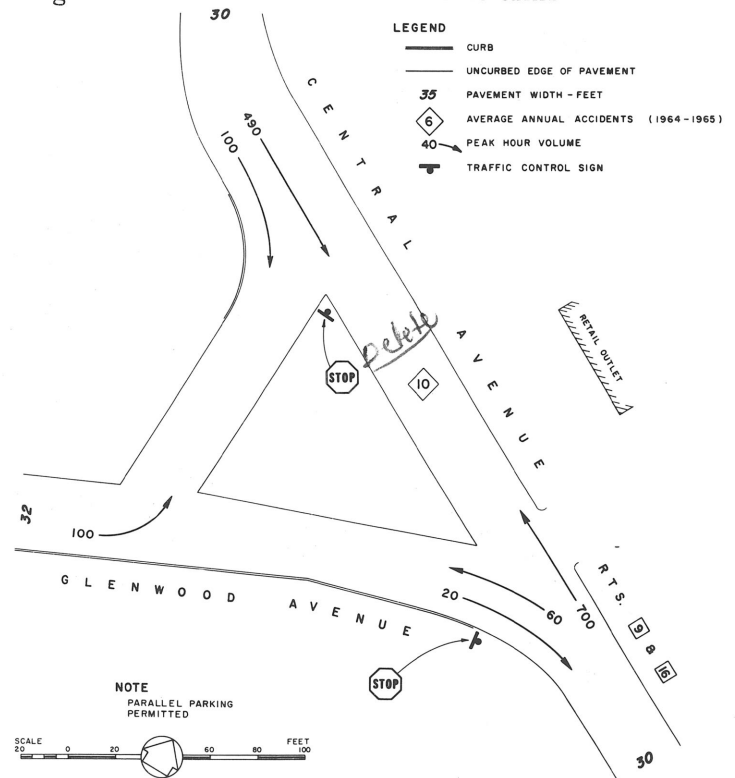 30
LEGEND
CURB
UNCURBED EDGE OF PAVEMENT
35 PAVEMENT WIDTH - FEET
6 AVERAGE ANNUAL ACCIDENTS (1964-1965)
40 PEAK HOUR VOLUME
TRAFFIC CONTROL SIGN
CENTRAL AVENUE
490
100
Delete
STOP
10
RETAIL OUTLET
32
100
GLENWOOD AVENUE
20
60
700
RTS. 9 & 16
STOP
NOTE
PARALLEL PARKING
PERMITTED
SCALE FEET
20 0 20 60 80 100
30